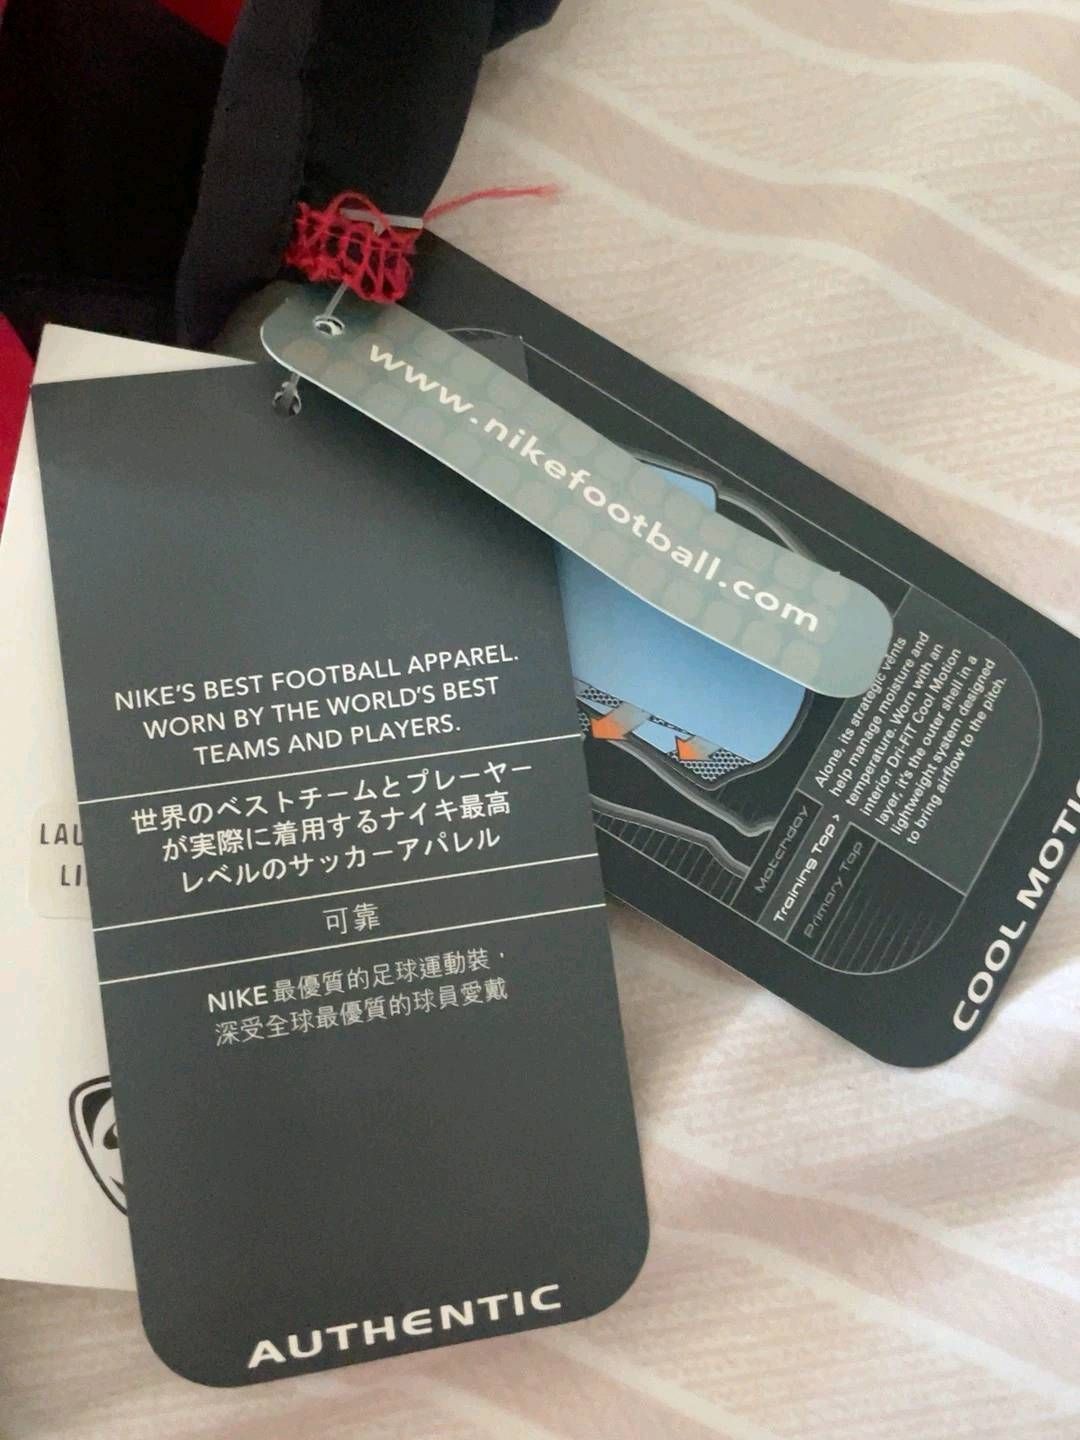 www.nikefootball.com
NIKE'S BEST FOOTBALL APPAREL.
WORN BY THE WORLD'S BEST
TEAMS AND PLAYERS.
世界のベストチームとプレーヤー
が実際に着用するナイキ最高
レベルのサッカーアパレル
可靠
NIKE最優質的足球運動裝，
深受全球最優質的球員愛戴
AUTHENTIC
Alone, its strategic vents
help manage moisture and
temperature. Worn with an
interior Dri-FIT Cool Motion
layer, it's the outer shell in a
lightweight system designed
to bring airflow to the pitch.
Matchday
Training Top >
Primary Top
COOL MOTI
LAU
LI